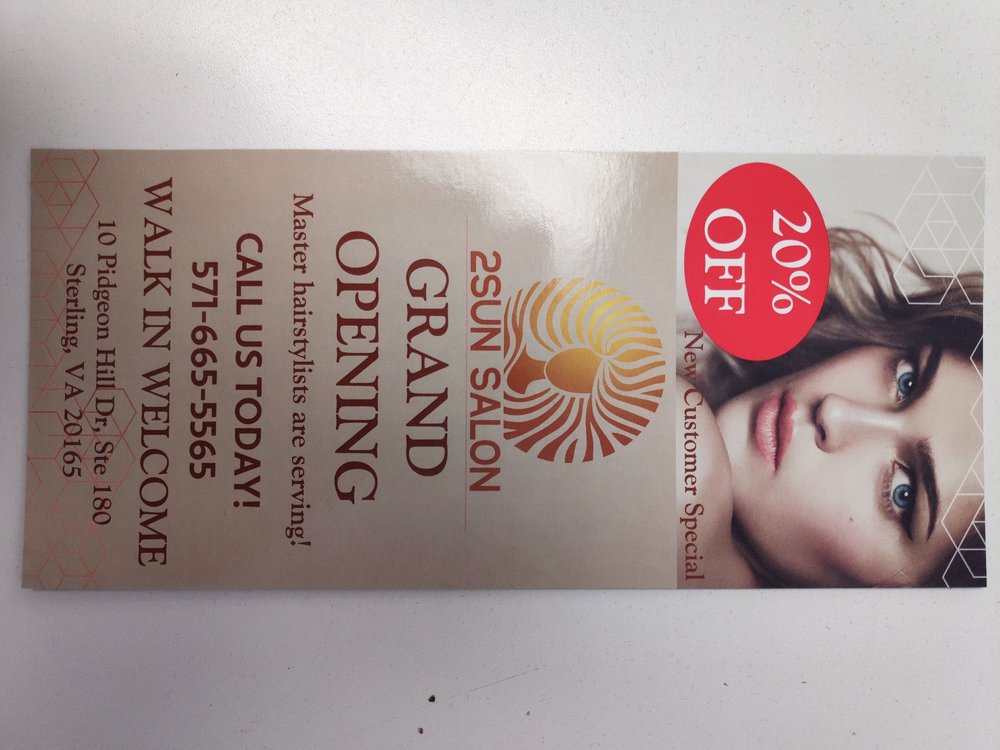 20%
OFF
New Customer Special
2SUN SALON
GRAND
OPENING
Master hairstylists are serving!
CALL US TODAY!
571-665-5565
WALK IN WELCOME
10 Pidgeon Hill Dr, Ste 180
Sterling, VA 20165